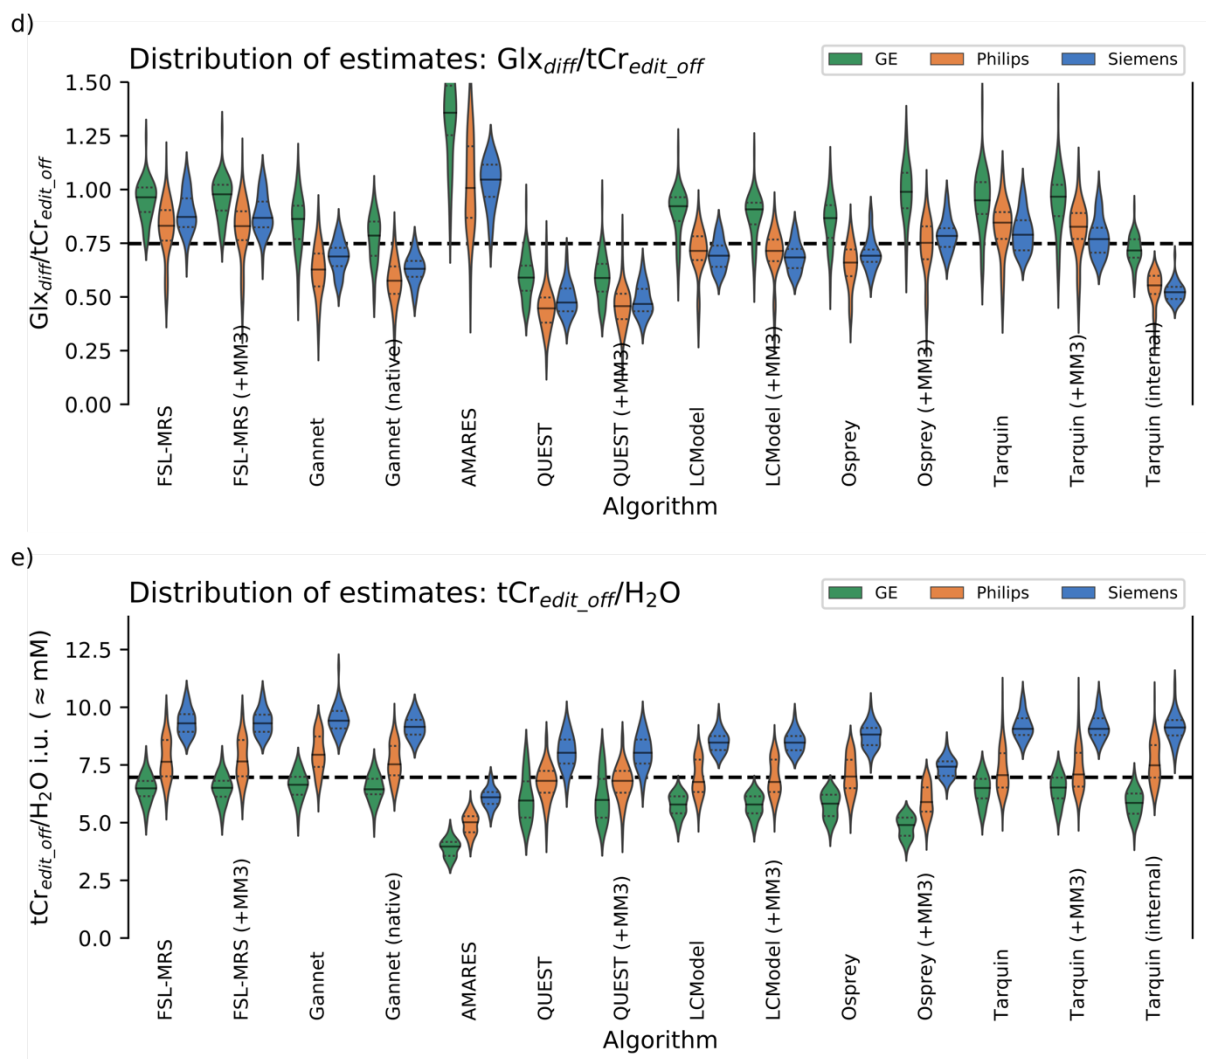 d)
Distribution of estimates: Glx_diff/tCr_edit_off
GE Philips Siemens
Glx_diff/tCr_edit_off
1.50
1.25
1.00
0.75
0.50
0.25
0.00
FSL-MRS
FSL-MRS (+MM3)
Gannet
Gannet (native)
AMARES
QUEST
QUEST (+MM3)
LCModel
LCModel (+MM3)
Osprey
Osprey (+MM3)
Tarquin
Tarquin (+MM3)
Tarquin (internal)
Algorithm
e)
Distribution of estimates: tCr_edit_off/H₂O
GE Philips Siemens
tCr_edit_off/H₂O i.u. (≈mM)
12.5
10.0
7.5
5.0
2.5
0.0
FSL-MRS
FSL-MRS (+MM3)
Gannet
Gannet (native)
AMARES
QUEST
QUEST (+MM3)
LCModel
LCModel (+MM3)
Osprey
Osprey (+MM3)
Tarquin
Tarquin (+MM3)
Tarquin (internal)
Algorithm